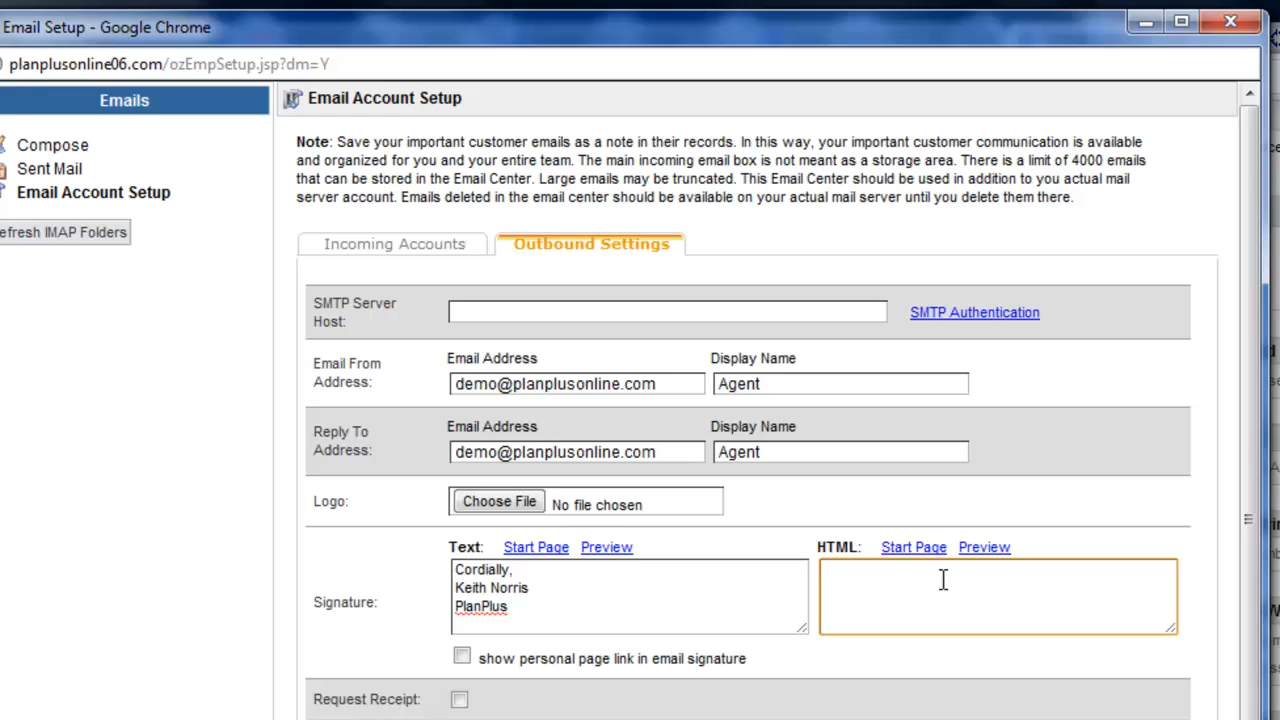 Email Setup - Google Chrome
planplusonline06.com/ozEmpSetup.jsp?dm=Y
Emails
Compose
Sent Mail
Email Account Setup
efresh IMAP Folders
Email Account Setup
Note: Save your important customer emails as a note in their records. In this way, your important customer communication is available
and organized for you and your entire team. The main incoming email box is not meant as a storage area. There is a limit of 4000 emails
that can be stored in the Email Center. Large emails may be truncated. This Email Center should be used in addition to you actual mail
server account. Emails deleted in the email center should be available on your actual mail server until you delete them there.
Incoming Accounts Outbound Settings
SMTP Server
Host:
SMTP Authentication
Email From
Address:
Email Address Display Name
demo@planplusonline.com Agent
Reply To
Address:
Email Address Display Name
demo@planplusonline.com Agent
Logo: Choose File No file chosen
Text: Start Page Preview HTML: Start Page Preview
Signature:
Cordially,
Keith Norris
PlanPlus
show personal page link in email signature
Request Receipt: